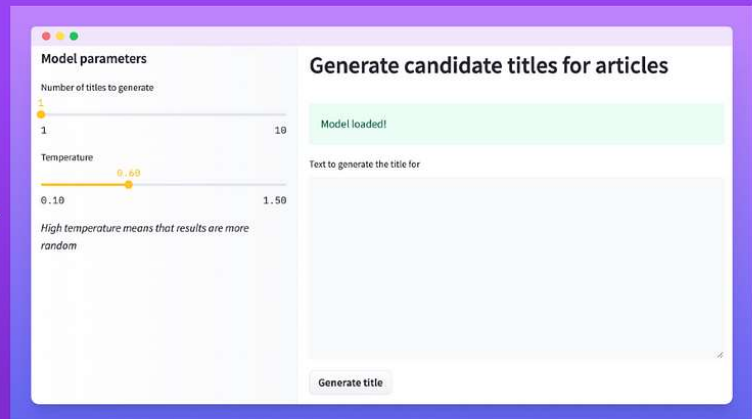 Model parameters
Number of titles to generate
1
1 10
Temperature
0.60
0.10 1.50
High temperature means that results are more
random
Generate candidate titles for articles
Model loaded!
Text to generate the title for
Generate title